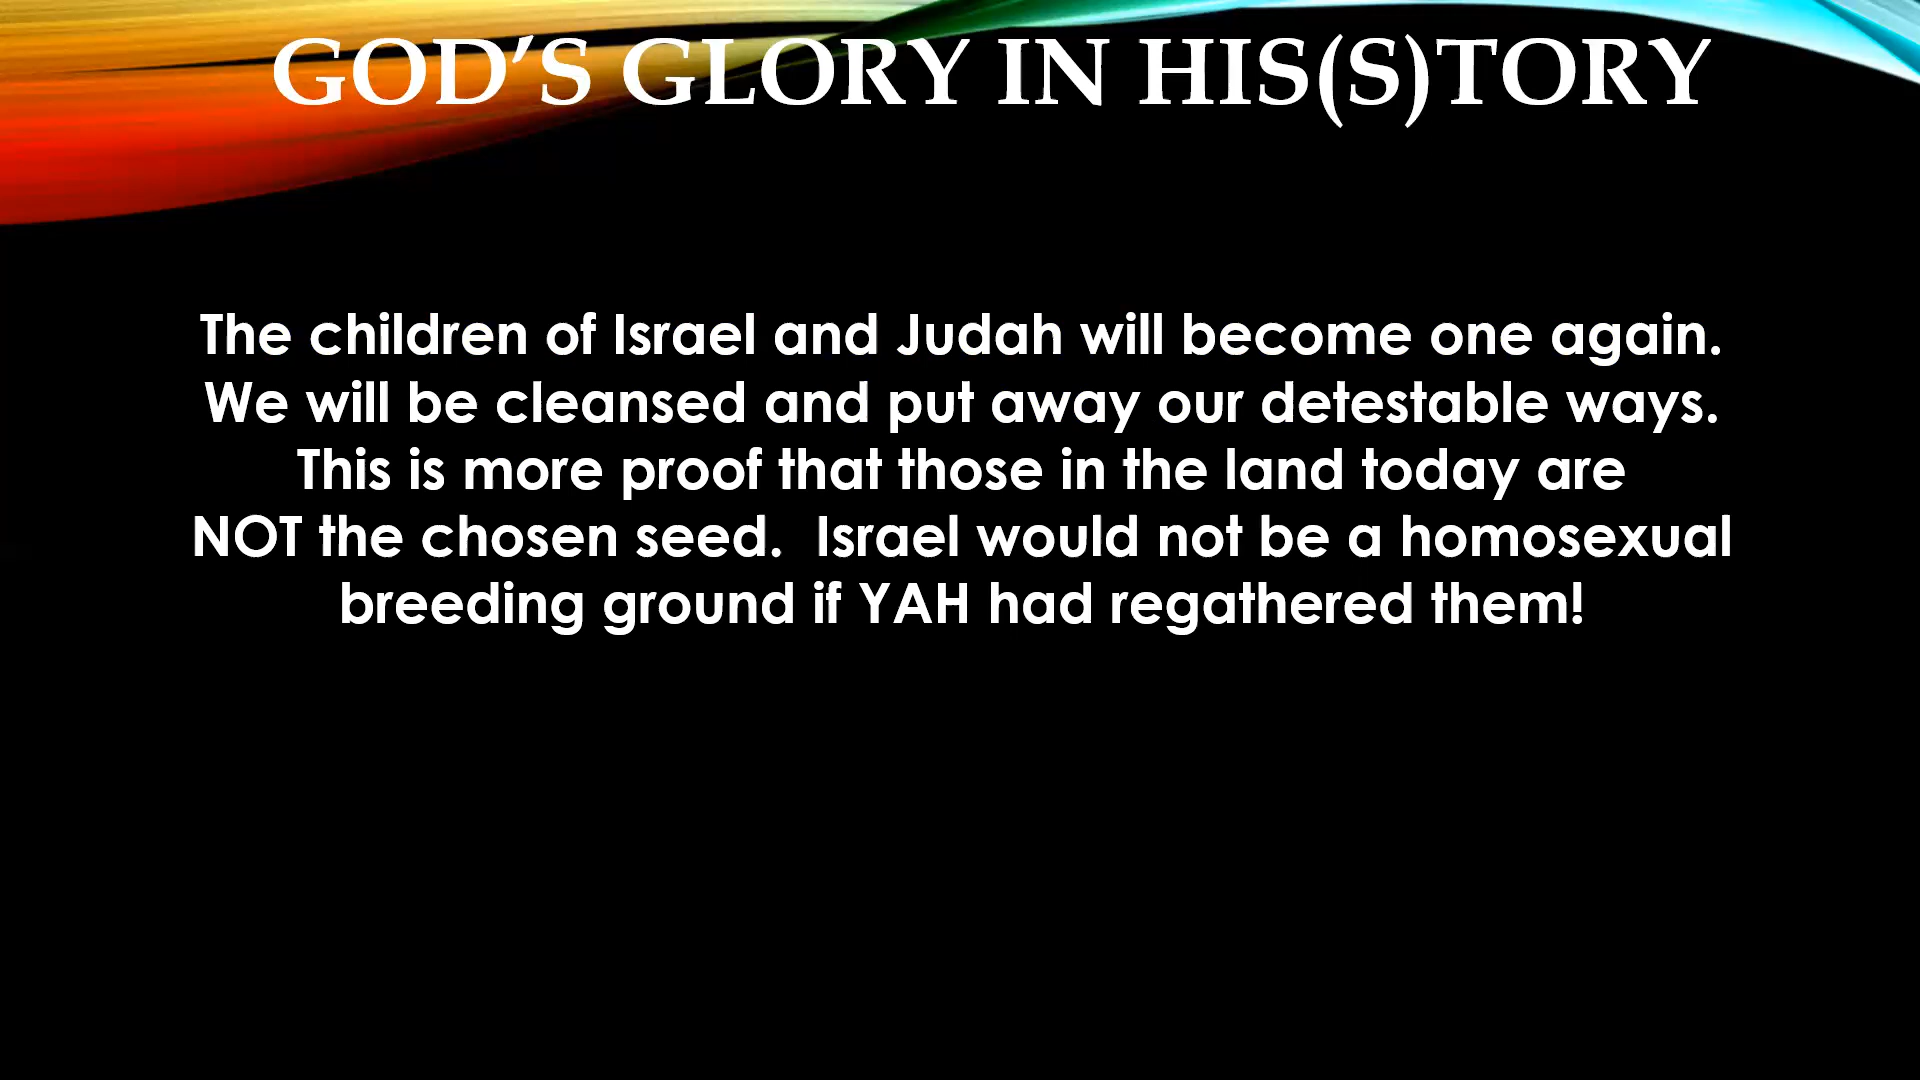 GOD’S GLORY IN HIS(S)TORY
The children of Israel and Judah will become one again.
We will be cleansed and put away our detestable ways.
This is more proof that those in the land today are
NOT the chosen seed.  Israel would not be a homosexual
breeding ground if YAH had regathered them!